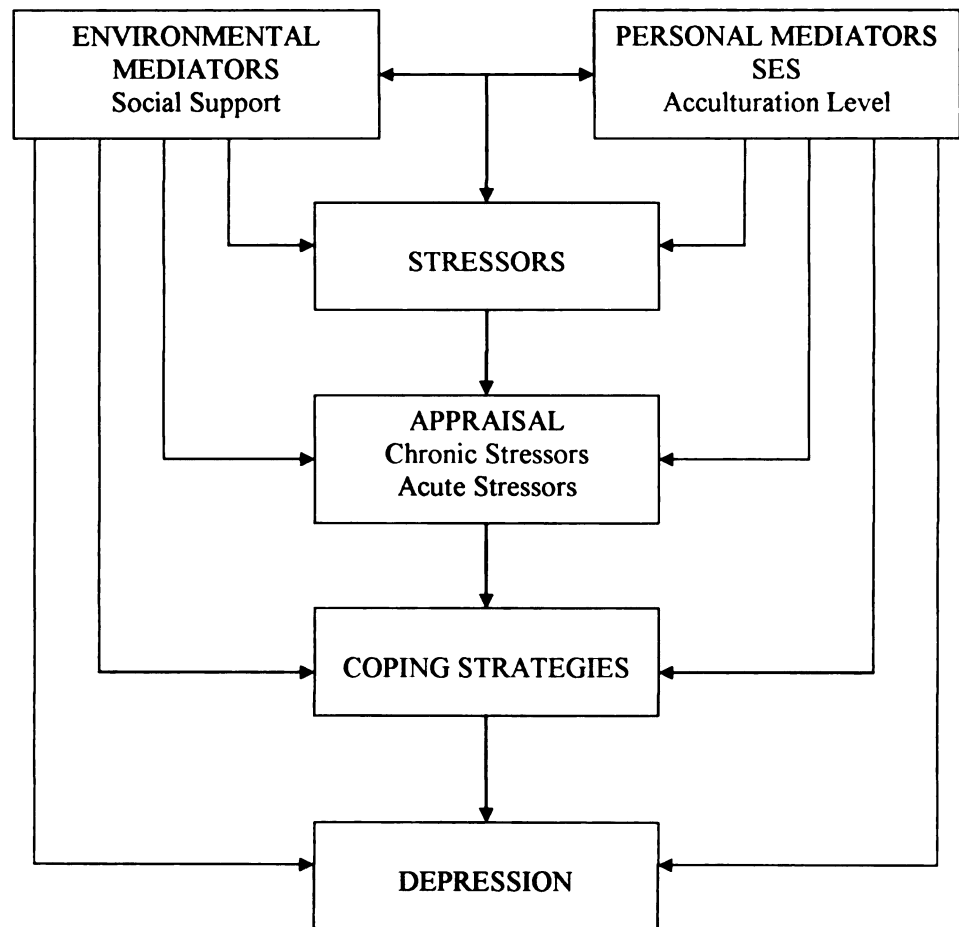 ENVIRONMENTAL
MEDIATORS
Social Support
PERSONAL MEDIATORS
SES
Acculturation Level
STRESSORS
APPRAISAL
Chronic Stressors
Acute Stressors
COPING STRATEGIES
DEPRESSION